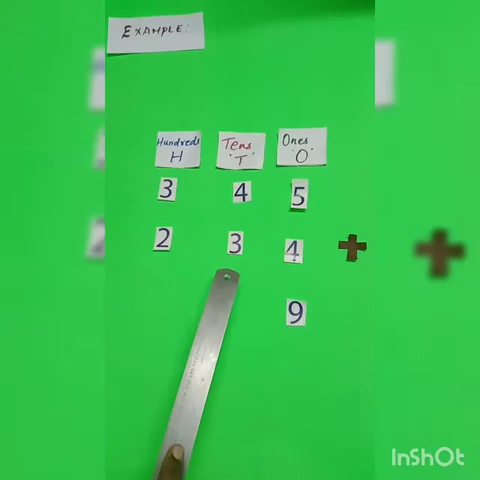 EXAMPLE:
Hundreds Tens Ones
H 'T' 'O'
3 4 5
2 3 4 +
9
InShOt